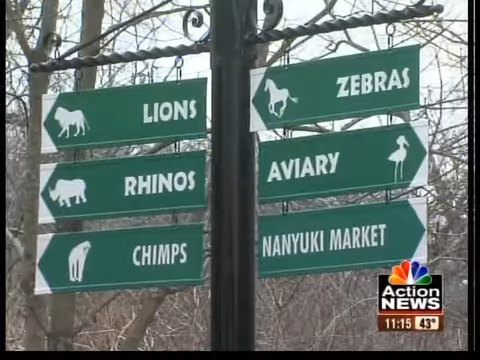 LIONS
RHINOS
CHIMPS
ZEBRAS
AVIARY
NANYUKI MARKET
Action
NEWS
11:15 43°